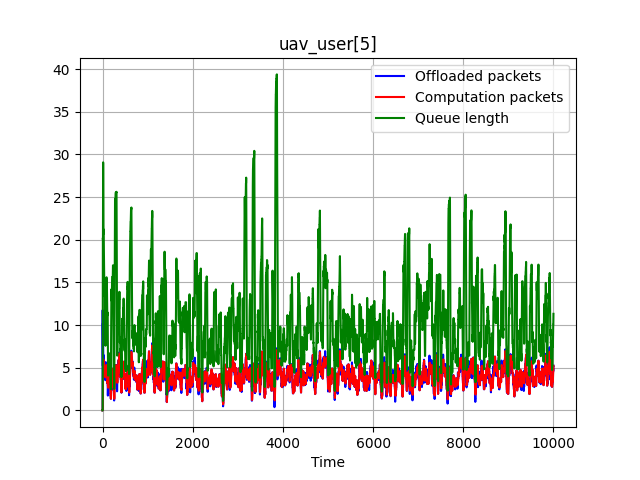 uav_user[5]
Offloaded packets
Computation packets
Queue length
40
35
30
25
20
15
10
5
0
0 2000 4000 6000 8000 10000
Time